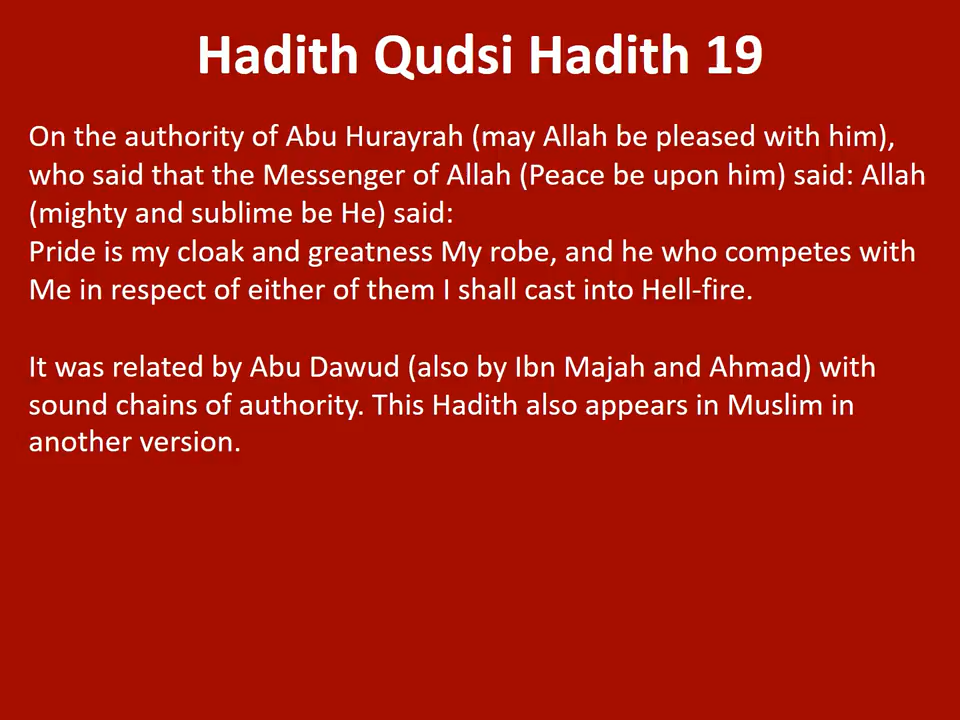 Hadith Qudsi Hadith 19
On the authority of Abu Hurayrah (may Allah be pleased with him),
who said that the Messenger of Allah (Peace be upon him) said: Allah
(mighty and sublime be He) said:
Pride is my cloak and greatness My robe, and he who competes with
Me in respect of either of them I shall cast into Hell-fire.
It was related by Abu Dawud (also by Ibn Majah and Ahmad) with
sound chains of authority. This Hadith also appears in Muslim in
another version.